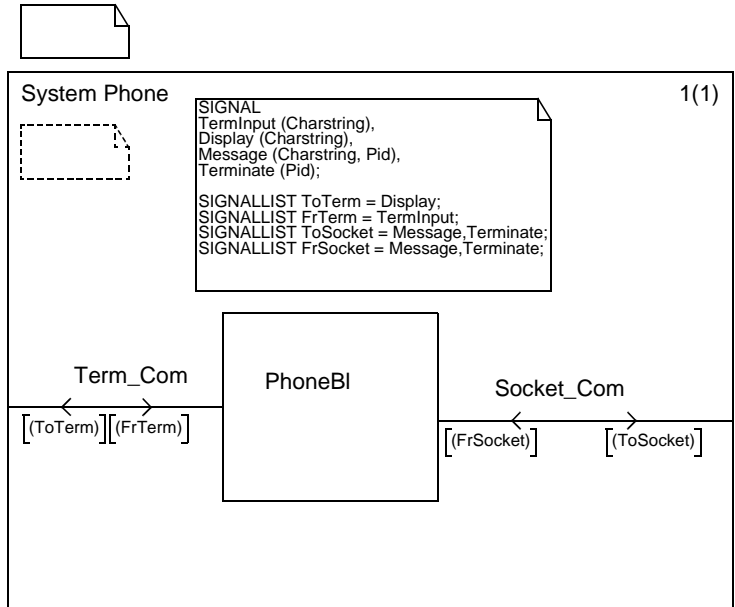 System Phone
1(1)
SIGNAL
TermInput (Charstring),
Display (Charstring),
Message (Charstring, Pid),
Terminate (Pid);
SIGNALLIST ToTerm = Display;
SIGNALLIST FrTerm = TermInput;
SIGNALLIST ToSocket = Message,Terminate;
SIGNALLIST FrSocket = Message,Terminate;
Term_Com
PhoneBl
Socket_Com
(ToTerm)
(FrTerm)
(FrSocket)
(ToSocket)